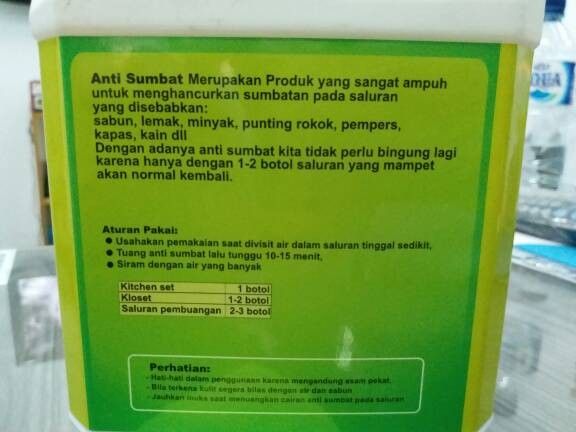 Anti Sumbat Merupakan Produk yang sangat ampuh
untuk menghancurkan sumbatan pada saluran
yang disebabkan:
sabun, lemak, minyak, punting rokok, pempers,
kapas, kain dll
Dengan adanya anti sumbat kita tidak perlu bingung lagi
karena hanya dengan 1-2 botol saluran yang mampet
akan normal kembali.
Aturan Pakai:
● Usahakan pemakaian saat divisit air dalam saluran tinggal sedikit,
● Tuang anti sumbat lalu tunggu 10-15 menit,
● Siram dengan air yang banyak
Kitchen set 1 botol
Kloset 1-2 botol
Saluran pembuangan 2-3 botol
Perhatian:
- Hati-hati dalam penggunaan karena mengandung asam pekat.
- Bila terkena kulit segera bilas dengan air dan sabun
- Jauhkan muka saat menuangkan cairan anti sumbat pada saluran
QUA